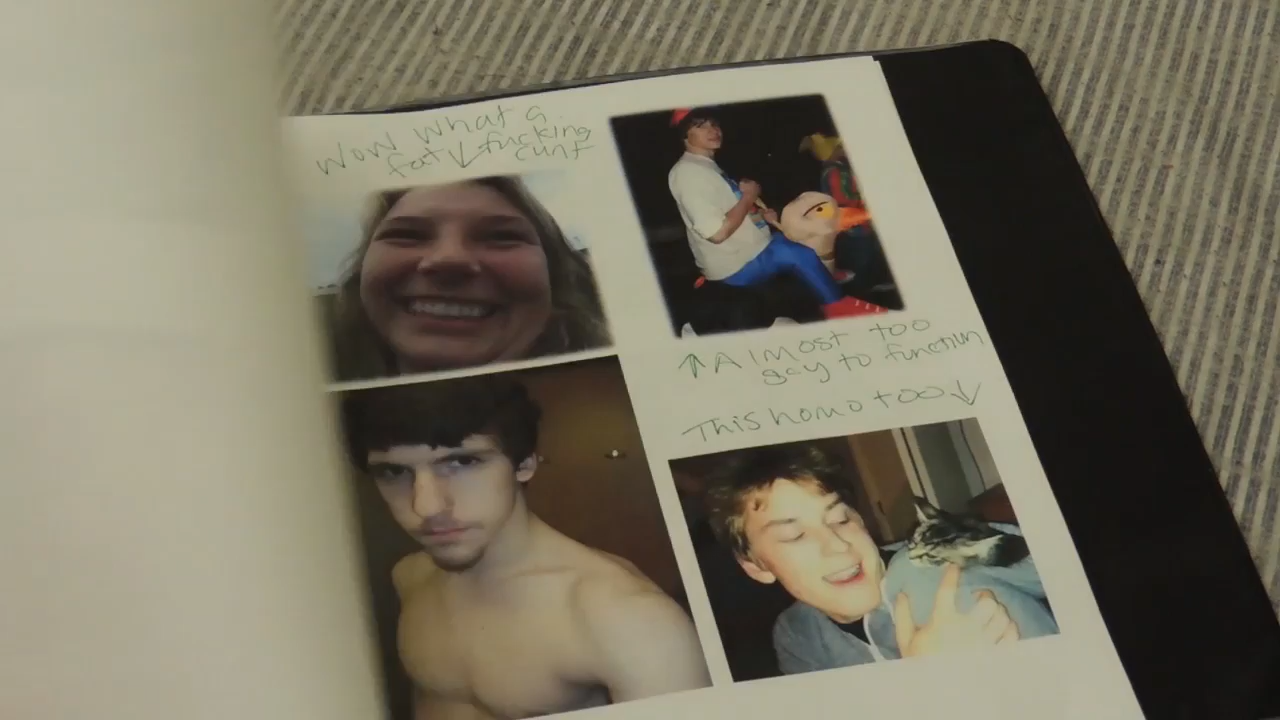 Wow what a
fat ↓ fucking
cunt
↑ Almost too
gay to function
This homo too ↓